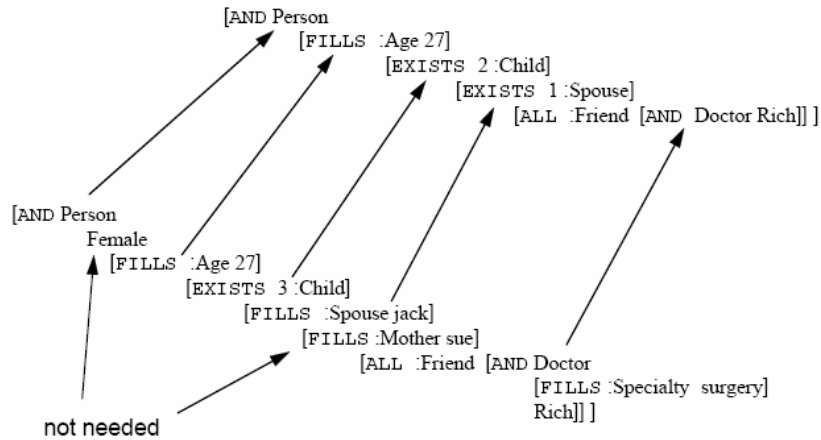 [AND Person
[FILLS :Age 27]
[EXISTS 2 :Child]
[EXISTS 1 :Spouse]
[ALL :Friend [AND Doctor Rich]] ]
[AND Person
Female
[FILLS :Age 27]
[EXISTS 3 :Child]
[FILLS :Spouse jack]
[FILLS :Mother sue]
[ALL :Friend [AND Doctor
[FILLS :Specialty surgery]
Rich]] ]
not needed